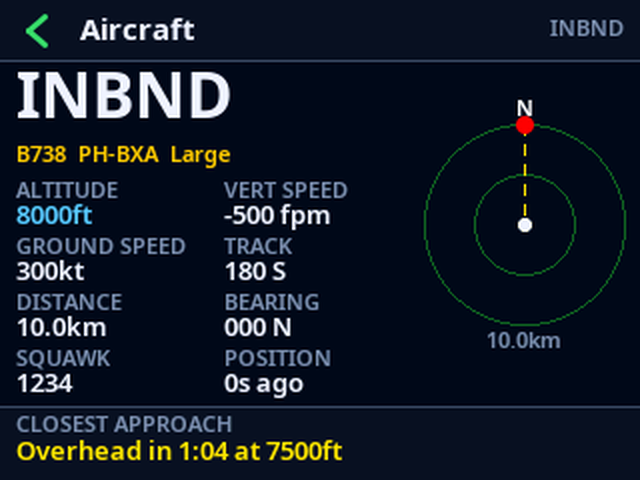 Aircraft
INBND
INBND
B738 PH-BXA Large
ALTITUDE
8000ft
VERT SPEED
-500 fpm
GROUND SPEED
300kt
TRACK
180 S
DISTANCE
10.0km
BEARING
000 N
SQUAWK
1234
POSITION
0s ago
N
10.0km
CLOSEST APPROACH
Overhead in 1:04 at 7500ft